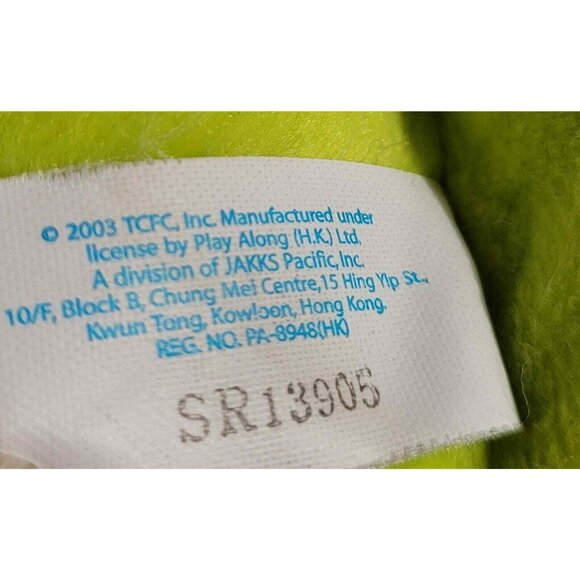 © 2003 TCFC, Inc. Manufactured under
license by Play Along (H.K.) Ltd.
A division of JAKKS Pacific, Inc.
10/F, Block B, Chung Mei Centre, 15 Hing Yip St.,
Kwun Tong, Kowloon, Hong Kong.
REG. NO. PA-8948(HK)
SR13905